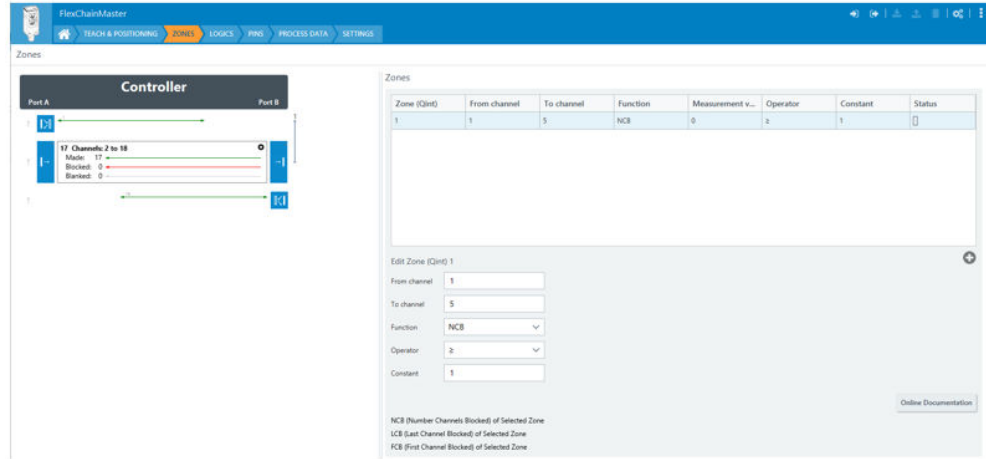 FlexChainMaster
TEACH & POSITIONING ZONES LOGICS PINS PROCESS DATA SETTINGS
Zones
Controller
Port A Port B
17 Channels: 2 to 18
Made: 17
Blocked: 0
Blanked: 0
Zones
Zone (Qint) From channel To channel Function Measurement v... Operator Constant Status
1 1 5 NCB 0 ≥ 1
Edit Zone (Qint) 1
From channel 1
To channel 5
Function NCB
Operator ≥
Constant 1
Online Documentation
NCB (Number Channels Blocked) of Selected Zone
LCB (Last Channel Blocked) of Selected Zone
FCB (First Channel Blocked) of Selected Zone